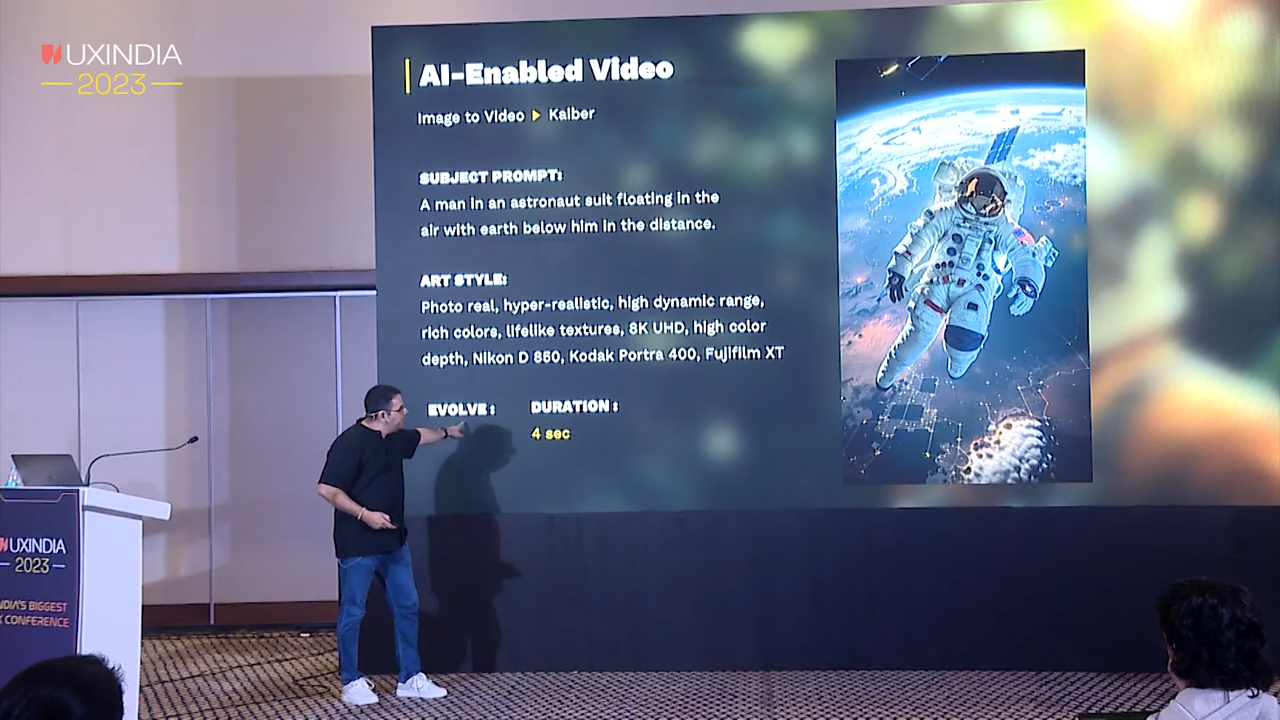 UXINDIA
2023
AI-Enabled Video
Image to Video Kaiber
SUBJECT PROMPT:
A man in an astronaut suit floating in the
air with earth below him in the distance.
ART STYLE:
Photo real, hyper-realistic, high dynamic range,
rich colors, lifelike textures, 8K UHD, high color
depth, Nikon D 850, Kodak Portra 400, Fujifilm XT
EVOLVE : DURATION :
4 sec
UXINDIA
2023
NDIA'S BIGGEST
X CONFERENCE